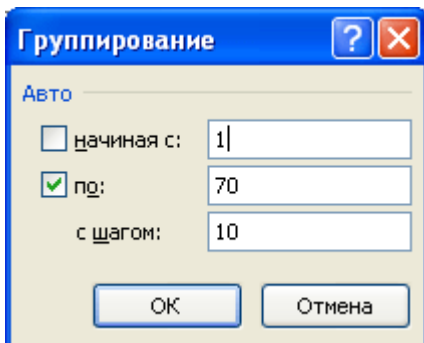 Группирование
Авто
начиная с: 1
по: 70
с шагом: 10
ОК Отмена